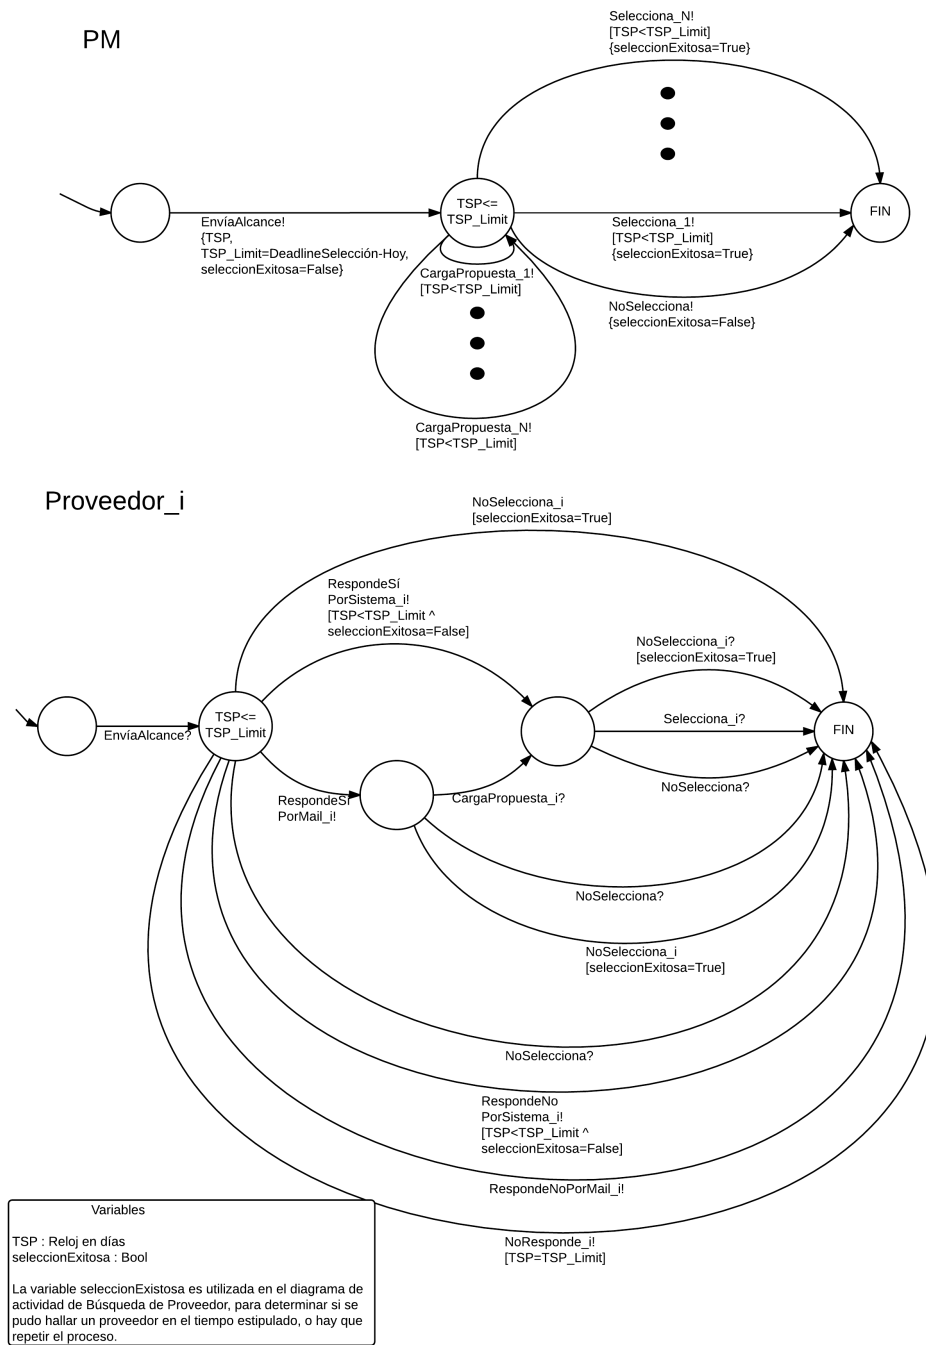 PM
Selecciona_N!
[TSP<TSP_Limit]
{seleccionExitosa=True}
TSP<=
TSP_Limit
FIN
EnvíaAlcance!
{TSP,
TSP_Limit=DeadlineSelección-Hoy,
seleccionExitosa=False}
Selecciona_1!
[TSP<TSP_Limit]
{seleccionExitosa=True}
CargaPropuesta_1!
[TSP<TSP_Limit]
NoSelecciona!
{seleccionExitosa=False}
CargaPropuesta_N!
[TSP<TSP_Limit]
Proveedor_i
NoSelecciona_i
[seleccionExitosa=True]
RespondeSí
PorSistema_i!
[TSP<TSP_Limit ^
seleccionExitosa=False]
NoSelecciona_i?
[seleccionExitosa=True]
TSP<=
TSP_Limit
EnvíaAlcance?
Selecciona_i?
FIN
NoSelecciona?
RespondeSí
PorMail_i!
CargaPropuesta_i?
NoSelecciona?
NoSelecciona_i
[seleccionExitosa=True]
NoSelecciona?
RespondeNo
PorSistema_i!
[TSP<TSP_Limit ^
seleccionExitosa=False]
RespondeNoPorMail_i!
NoResponde_i!
[TSP=TSP_Limit]
Variables
TSP : Reloj en días
seleccionExitosa : Bool
La variable seleccionExistosa es utilizada en el diagrama de
actividad de Búsqueda de Proveedor, para determinar si se
pudo hallar un proveedor en el tiempo estipulado, o hay que
repetir el proceso.